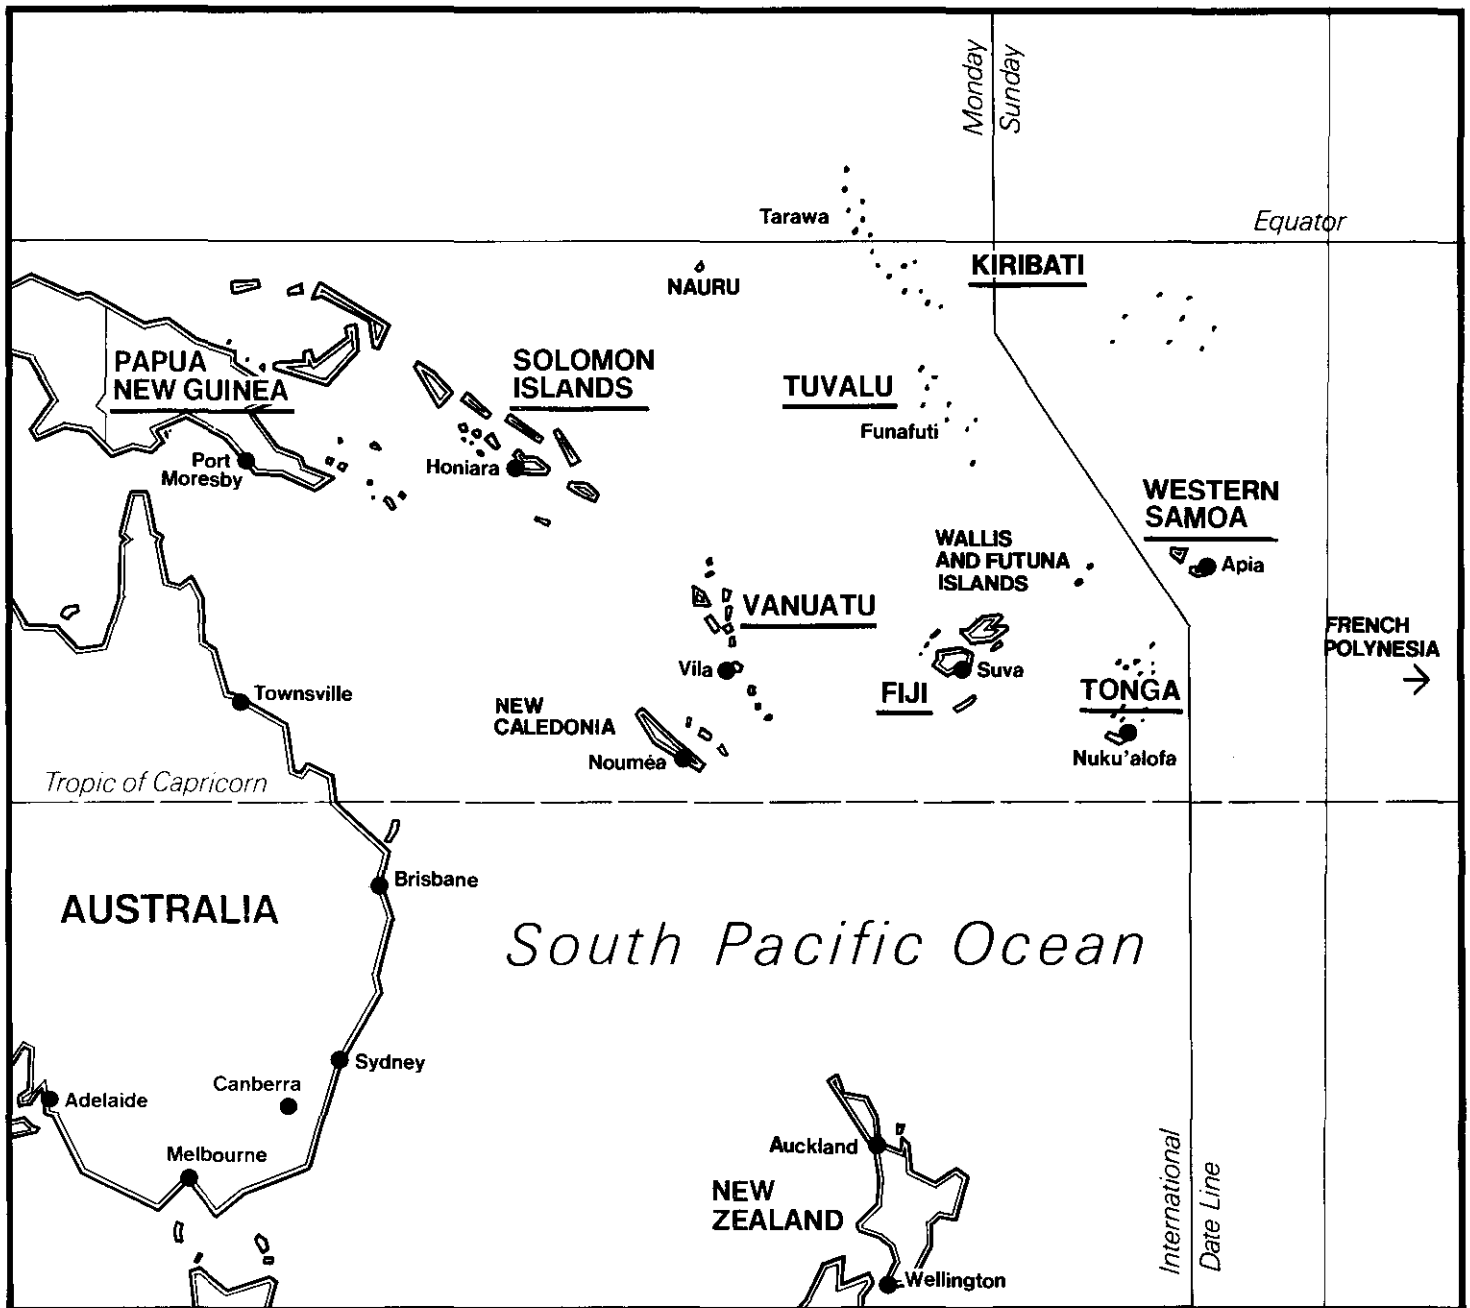 Monday
Sunday
Tarawa
Equator
KIRIBATI
NAURU
PAPUA
NEW GUINEA
SOLOMON
ISLANDS
TUVALU
Funafuti
Port
Moresby
Honiara
WESTERN
SAMOA
Apia
WALLIS
AND FUTUNA
ISLANDS
VANUATU
Vila
FRENCH
POLYNESIA
Suva
FIJI
TONGA
Nuku'alofa
Townsville
NEW
CALEDONIA
Nouméa
Tropic of Capricorn
Brisbane
AUSTRALIA
South Pacific Ocean
Sydney
Canberra
Adelaide
Melbourne
Auckland
NEW
ZEALAND
Wellington
International
Date Line